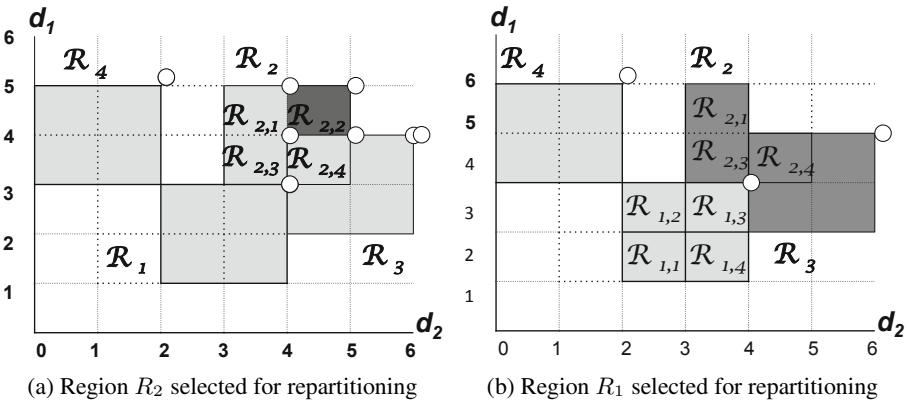 d1
6
R4
R2
5
R2,1
R2,2
4
R2,3
R2,4
3
2
R1
R3
1
d2
0 1 2 3 4 5 6
(a) Region R2 selected for repartitioning
d1
6
R4
R2
5
R2,1
4
R2,3
R2,4
3
R1,2
R1,3
2
R1,1
R1,4
R3
1
d2
0 1 2 3 4 5 6
(b) Region R1 selected for repartitioning